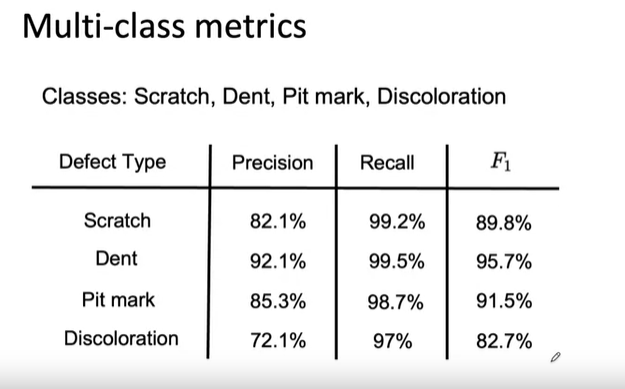 Multi-class metrics
Classes: Scratch, Dent, Pit mark, Discoloration
Defect Type Precision Recall F₁
Scratch 82.1% 99.2% 89.8%
Dent 92.1% 99.5% 95.7%
Pit mark 85.3% 98.7% 91.5%
Discoloration 72.1% 97% 82.7%